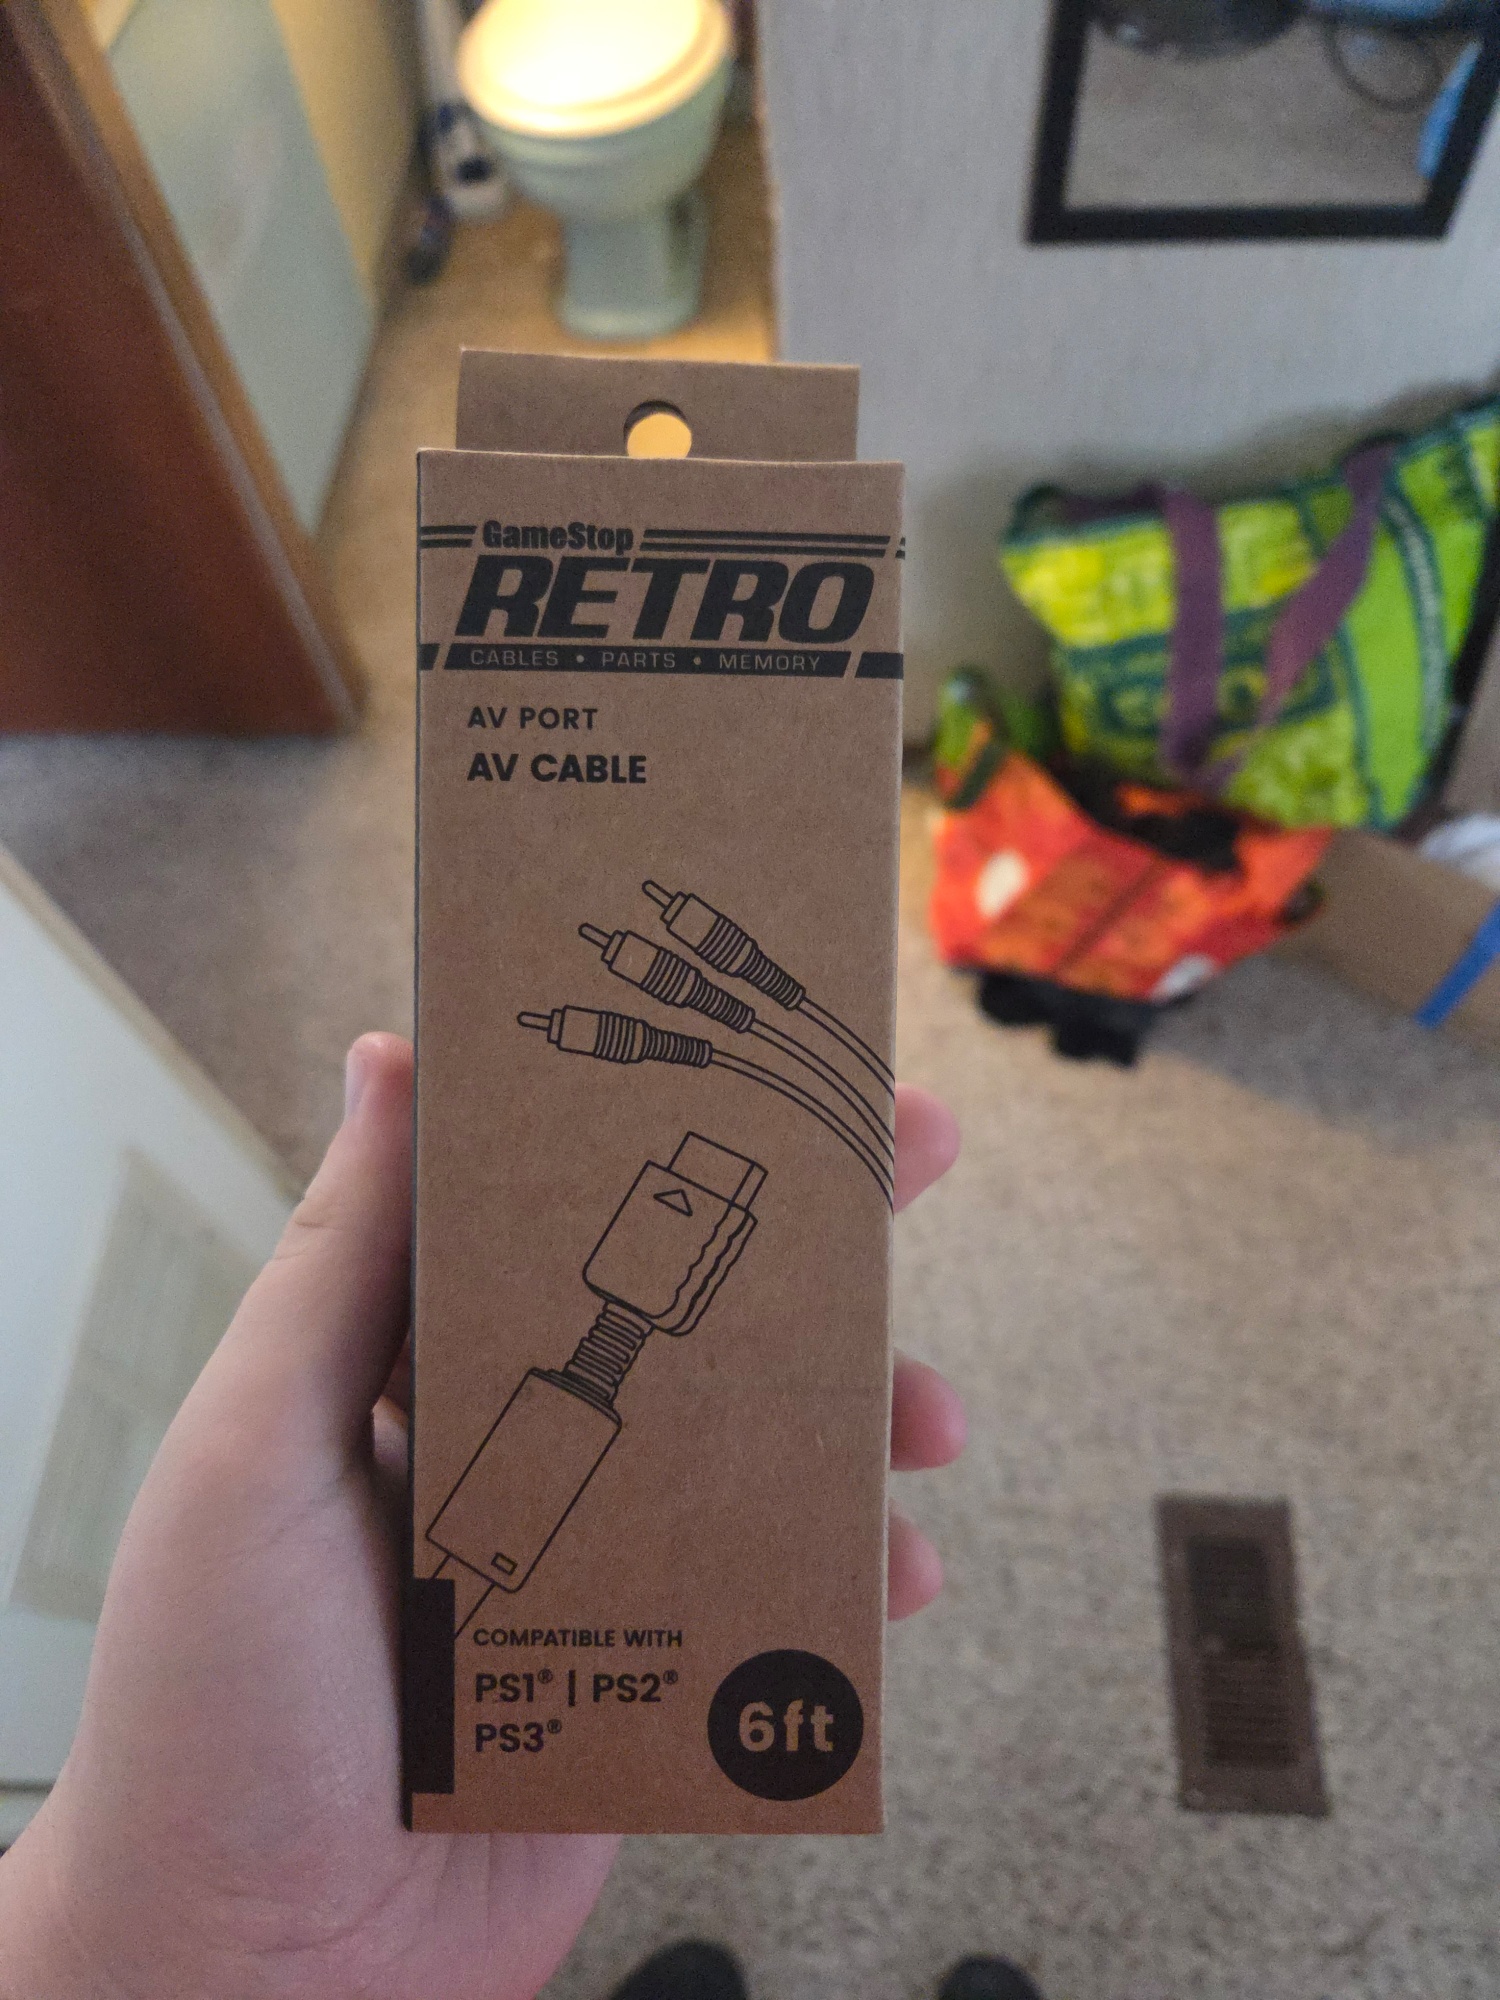 GameStop
RETRO
CABLES • PARTS • MEMORY
AV PORT
AV CABLE
COMPATIBLE WITH
PS1® | PS2®
PS3®
6ft